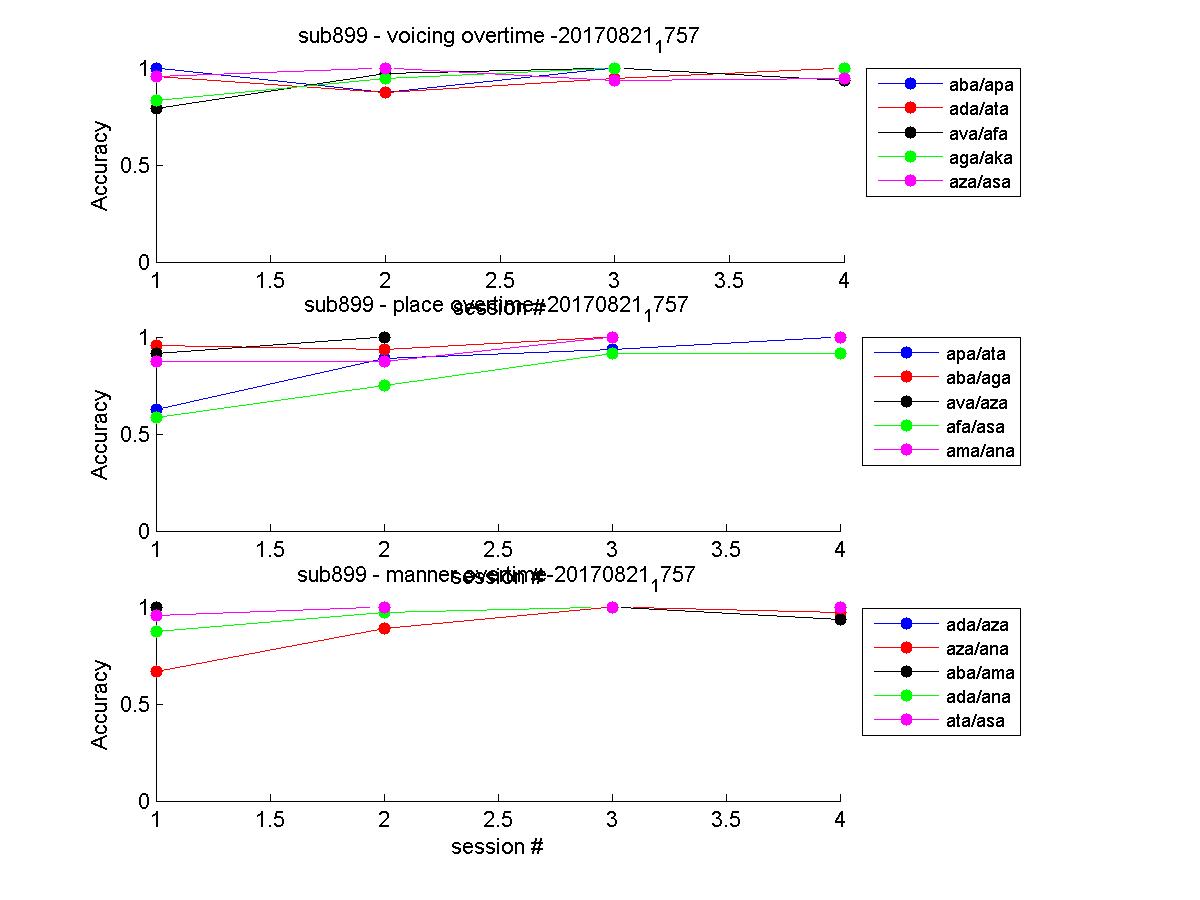 sub899 - voicing overtime -20170821_1757
1
0.5
0
Accuracy
1 1.5 2 2.5 3 3.5 4
session #
aba/apa
ada/ata
ava/afa
aga/aka
aza/asa
sub899 - place overtime-20170821_1757
1
0.5
0
Accuracy
1 1.5 2 2.5 3 3.5 4
session #
apa/ata
aba/aga
ava/aza
afa/asa
ama/ana
sub899 - manner overtime-20170821_1757
1
0.5
0
Accuracy
1 1.5 2 2.5 3 3.5 4
session #
ada/aza
aza/ana
aba/ama
ada/ana
ata/asa